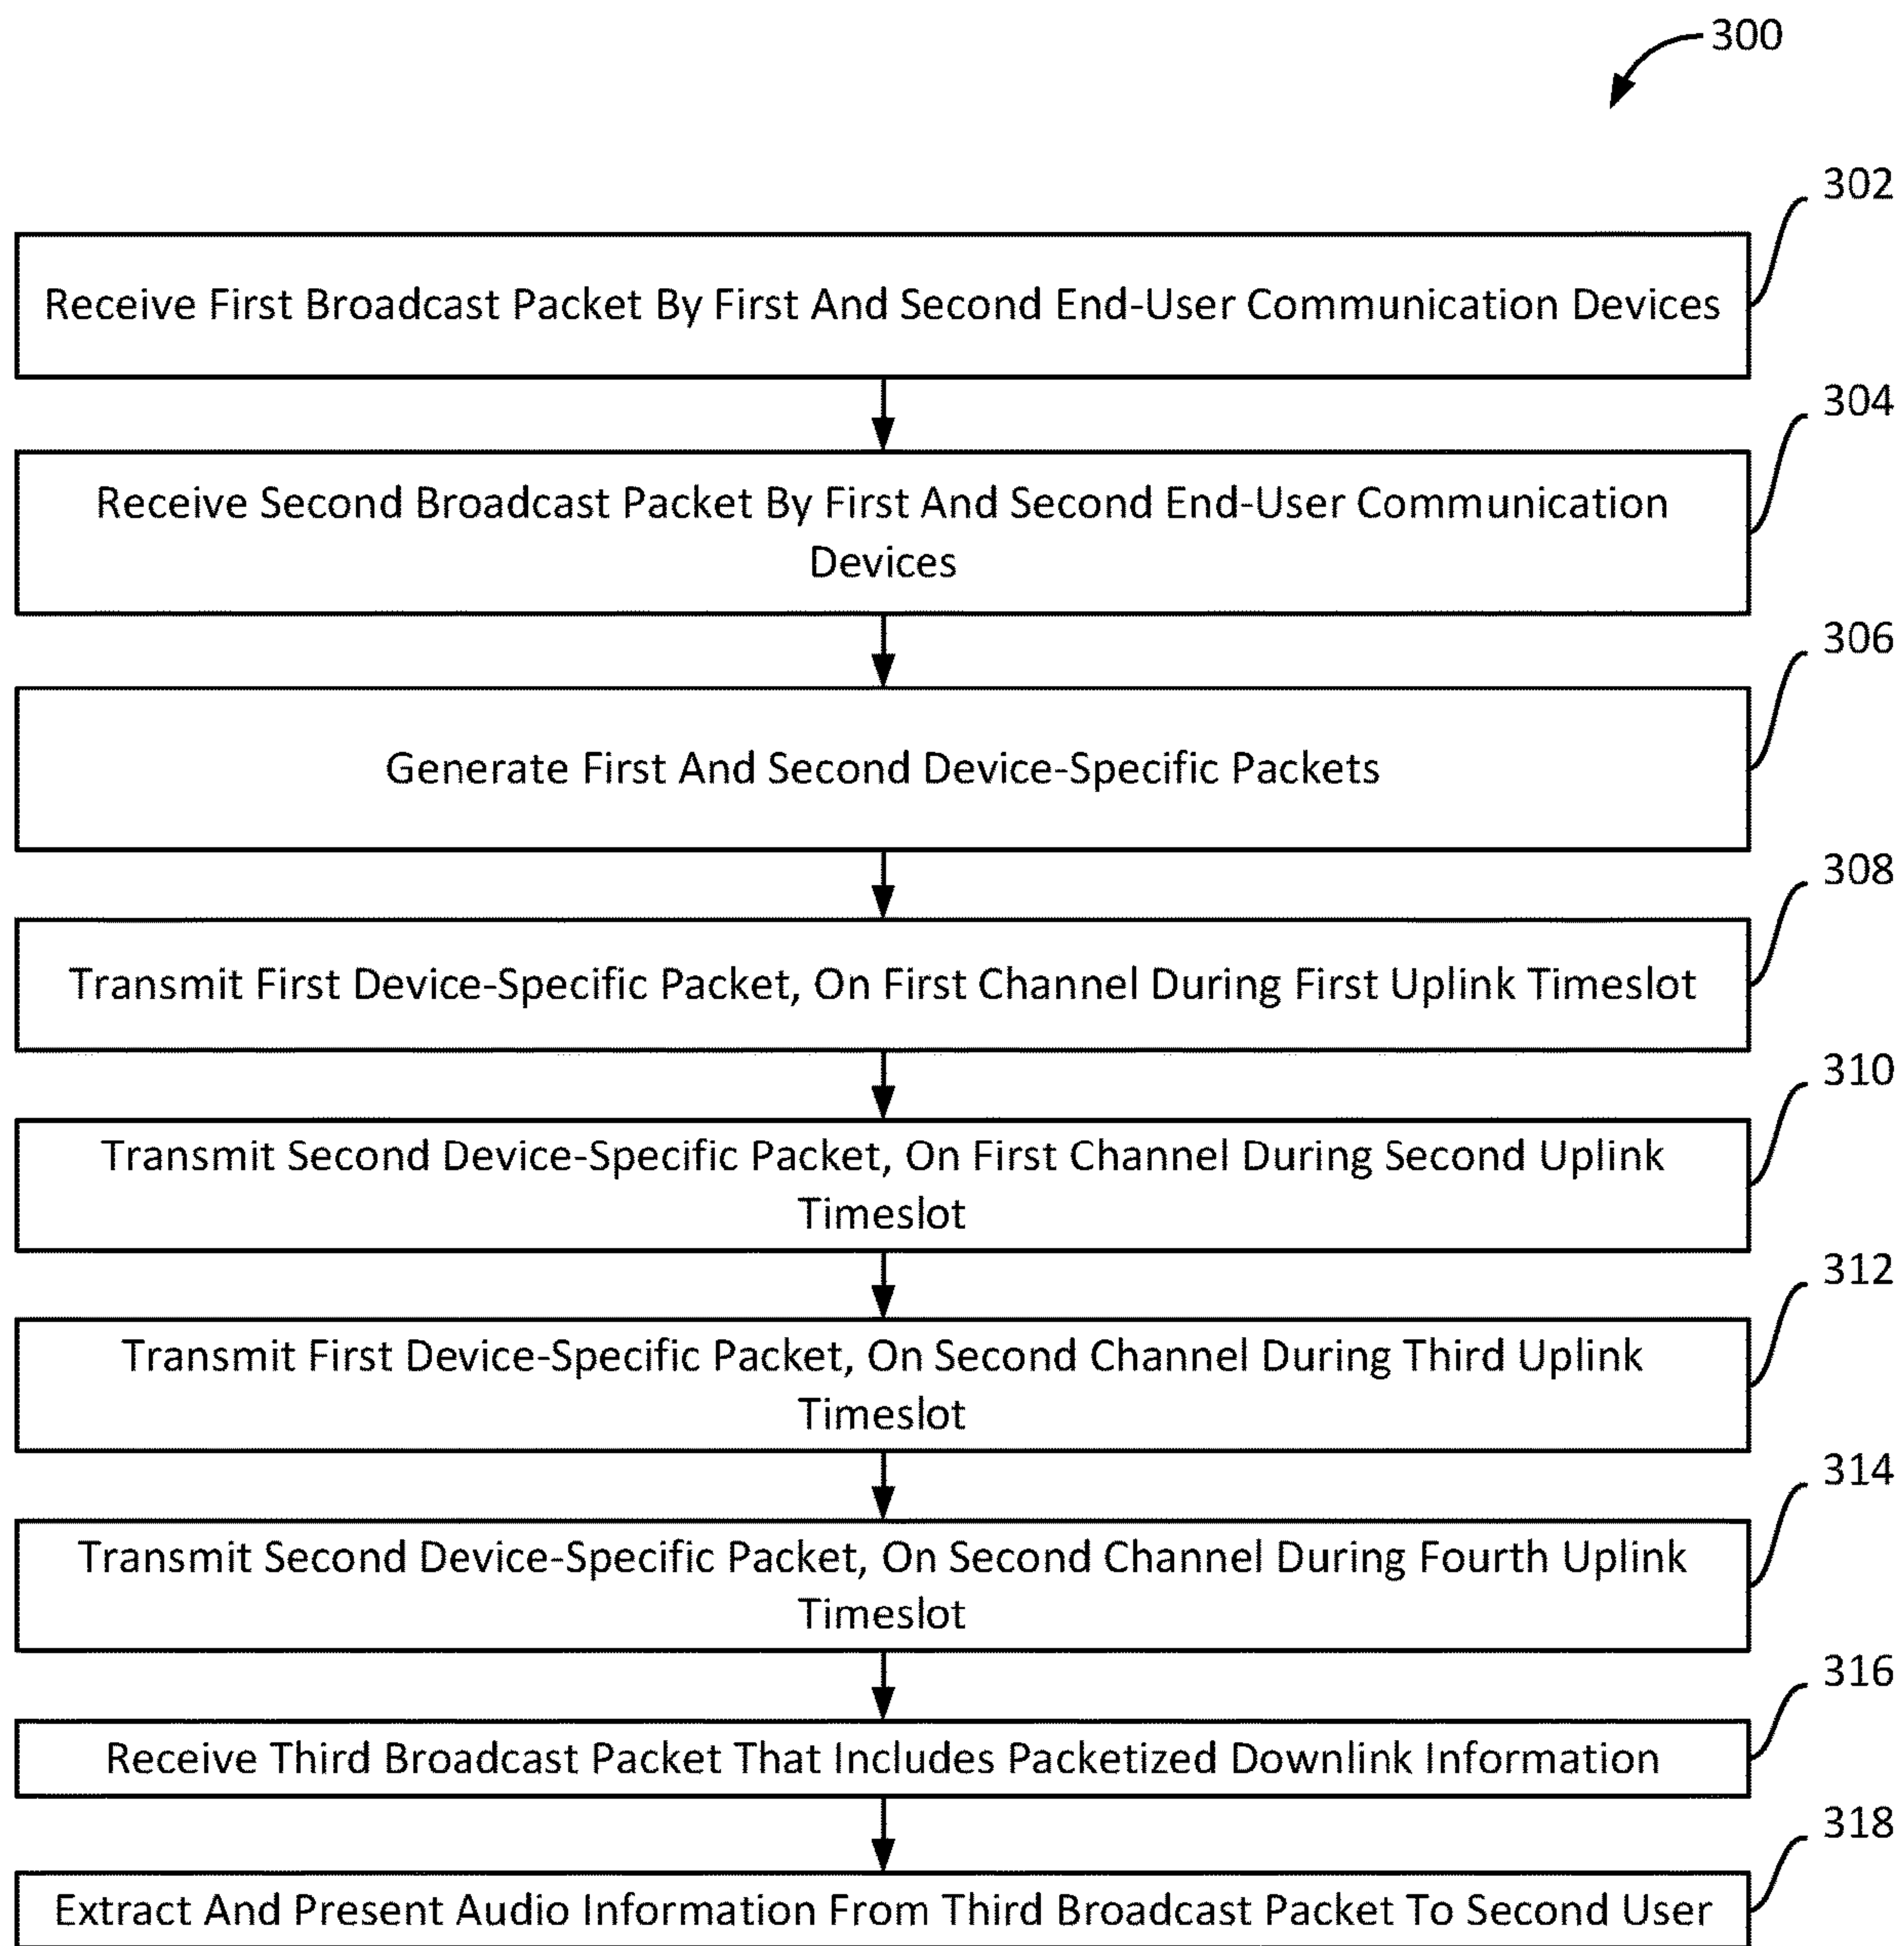 300
302
Receive First Broadcast Packet By First And Second End-User Communication Devices
304
Receive Second Broadcast Packet By First And Second End-User Communication
Devices
306
Generate First And Second Device-Specific Packets
308
Transmit First Device-Specific Packet, On First Channel During First Uplink Timeslot
310
Transmit Second Device-Specific Packet, On First Channel During Second Uplink
Timeslot
312
Transmit First Device-Specific Packet, On Second Channel During Third Uplink
Timeslot
314
Transmit Second Device-Specific Packet, On Second Channel During Fourth Uplink
Timeslot
316
Receive Third Broadcast Packet That Includes Packetized Downlink Information
318
Extract And Present Audio Information From Third Broadcast Packet To Second User